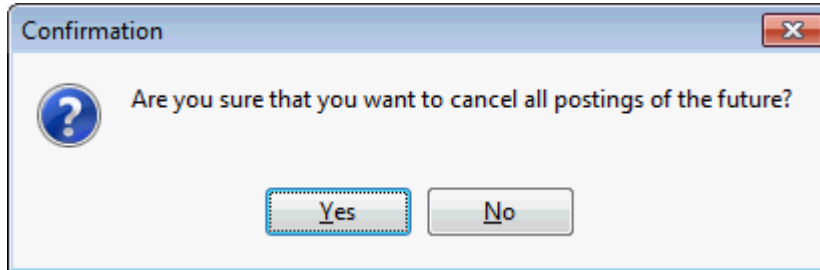 Confirmation
Are you sure that you want to cancel all postings of the future?
Yes
No